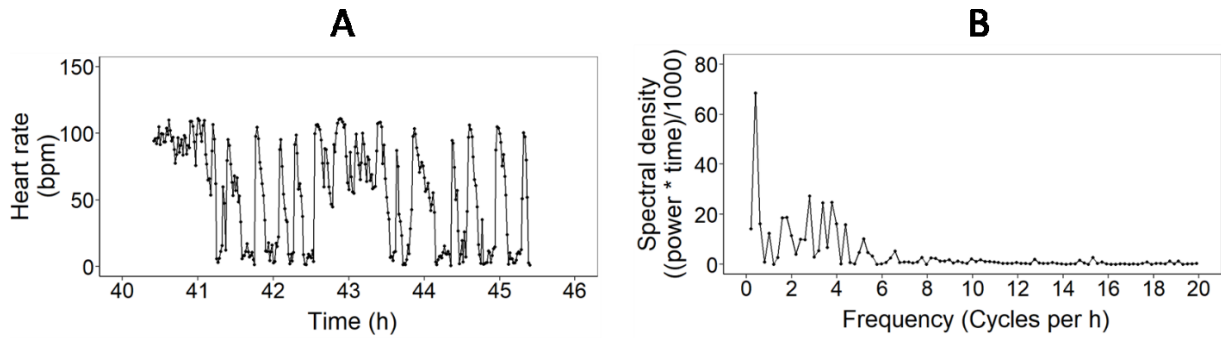 A
150
100
50
0
Heart rate
(bpm)
40 41 42 43 44 45 46
Time (h)
B
80
60
40
20
0
Spectral density
((power * time)/1000)
0 2 4 6 8 10 12 14 16 18 20
Frequency (Cycles per h)